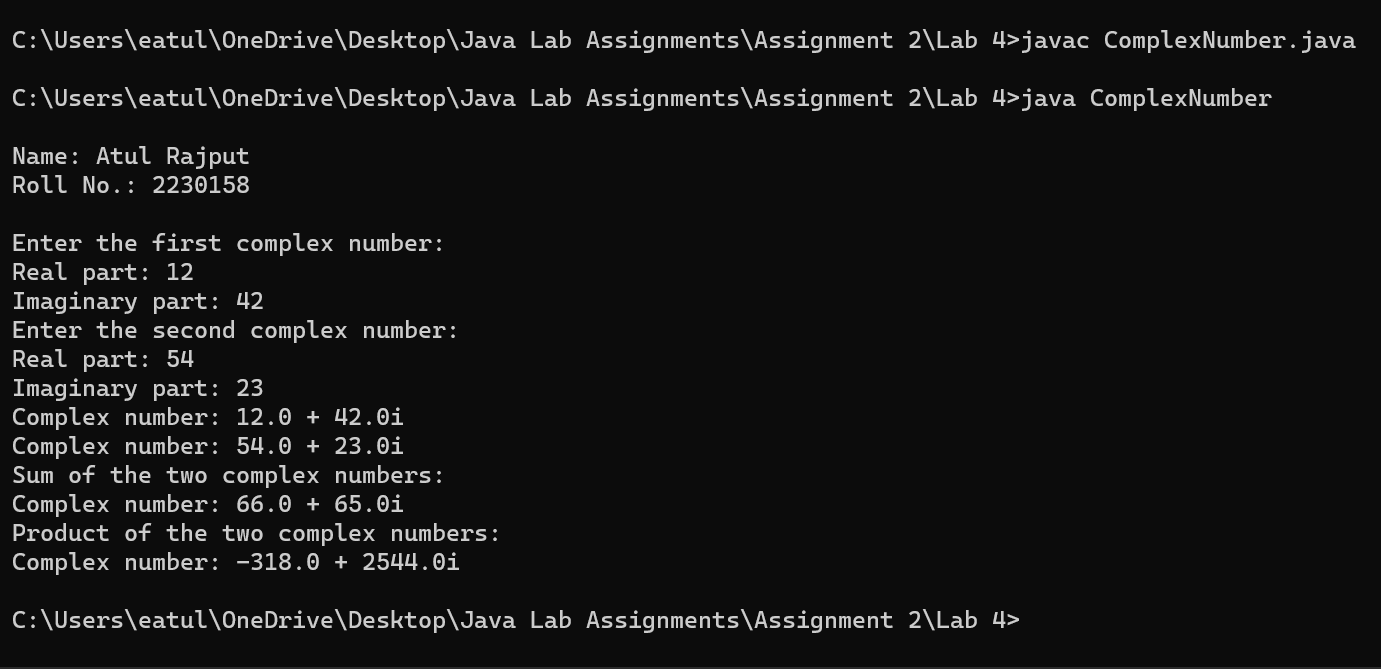 C:\Users\eatul\OneDrive\Desktop\Java Lab Assignments\Assignment 2\Lab 4>javac ComplexNumber.java
C:\Users\eatul\OneDrive\Desktop\Java Lab Assignments\Assignment 2\Lab 4>java ComplexNumber
Name: Atul Rajput
Roll No.: 2230158
Enter the first complex number:
Real part: 12
Imaginary part: 42
Enter the second complex number:
Real part: 54
Imaginary part: 23
Complex number: 12.0 + 42.0i
Complex number: 54.0 + 23.0i
Sum of the two complex numbers:
Complex number: 66.0 + 65.0i
Product of the two complex numbers:
Complex number: -318.0 + 2544.0i
C:\Users\eatul\OneDrive\Desktop\Java Lab Assignments\Assignment 2\Lab 4>